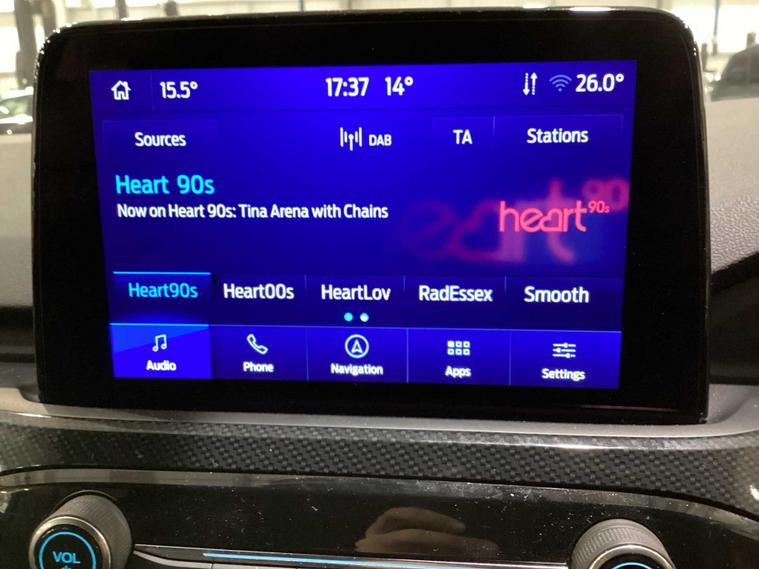 15.5° 17:37 14° 26.0°
Sources DAB TA Stations
Heart 90s
Now on Heart 90s: Tina Arena with Chains
heart 90s
Heart90s Heart00s HeartLov RadEssex Smooth
Audio Phone Navigation Apps Settings
VOL